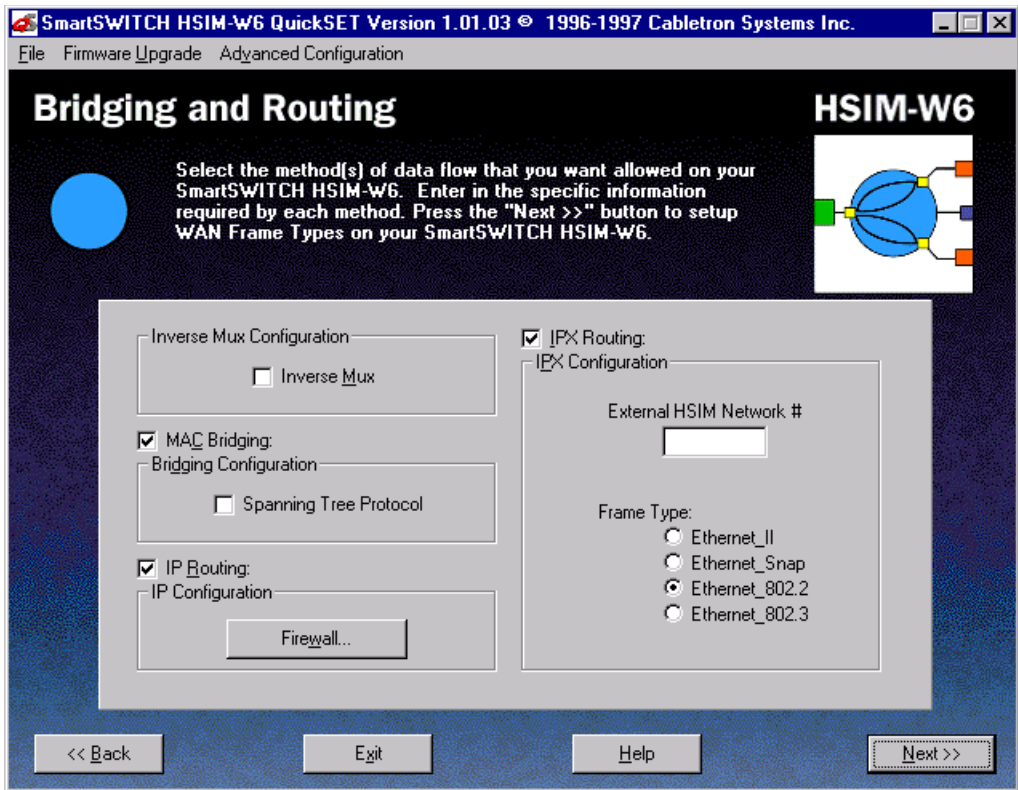 SmartSWITCH HSIM-W6 QuickSET Version 1.01.03 © 1996-1997 Cabletron Systems Inc.
File Firmware Upgrade Advanced Configuration
Bridging and Routing
HSIM-W6
Select the method(s) of data flow that you want allowed on your
SmartSWITCH HSIM-W6. Enter in the specific information
required by each method. Press the "Next >>" button to setup
WAN Frame Types on your SmartSWITCH HSIM-W6.
Inverse Mux Configuration
Inverse Mux
MAC Bridging:
Bridging Configuration
Spanning Tree Protocol
IP Routing:
IP Configuration
Firewall...
IPX Routing:
IPX Configuration
External HSIM Network #
Frame Type:
Ethernet_II
Ethernet_Snap
Ethernet_802.2
Ethernet_802.3
<< Back
Exit
Help
Next >>